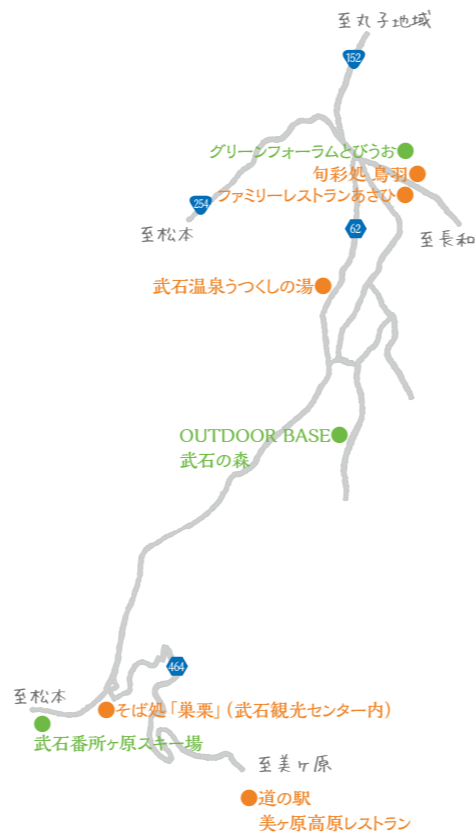 至丸子地域
152
グリーンフォーラムとびうお
旬彩処 鳥羽
254
ファミリーレストランあさひ
至松本
62
至長和
武石温泉うつくしの湯
OUTDOOR BASE
武石の森
464
至松本
そば処「巣栗」(武石観光センター内)
武石番所ヶ原スキー場
至美ヶ原
道の駅
美ヶ原高原レストラン